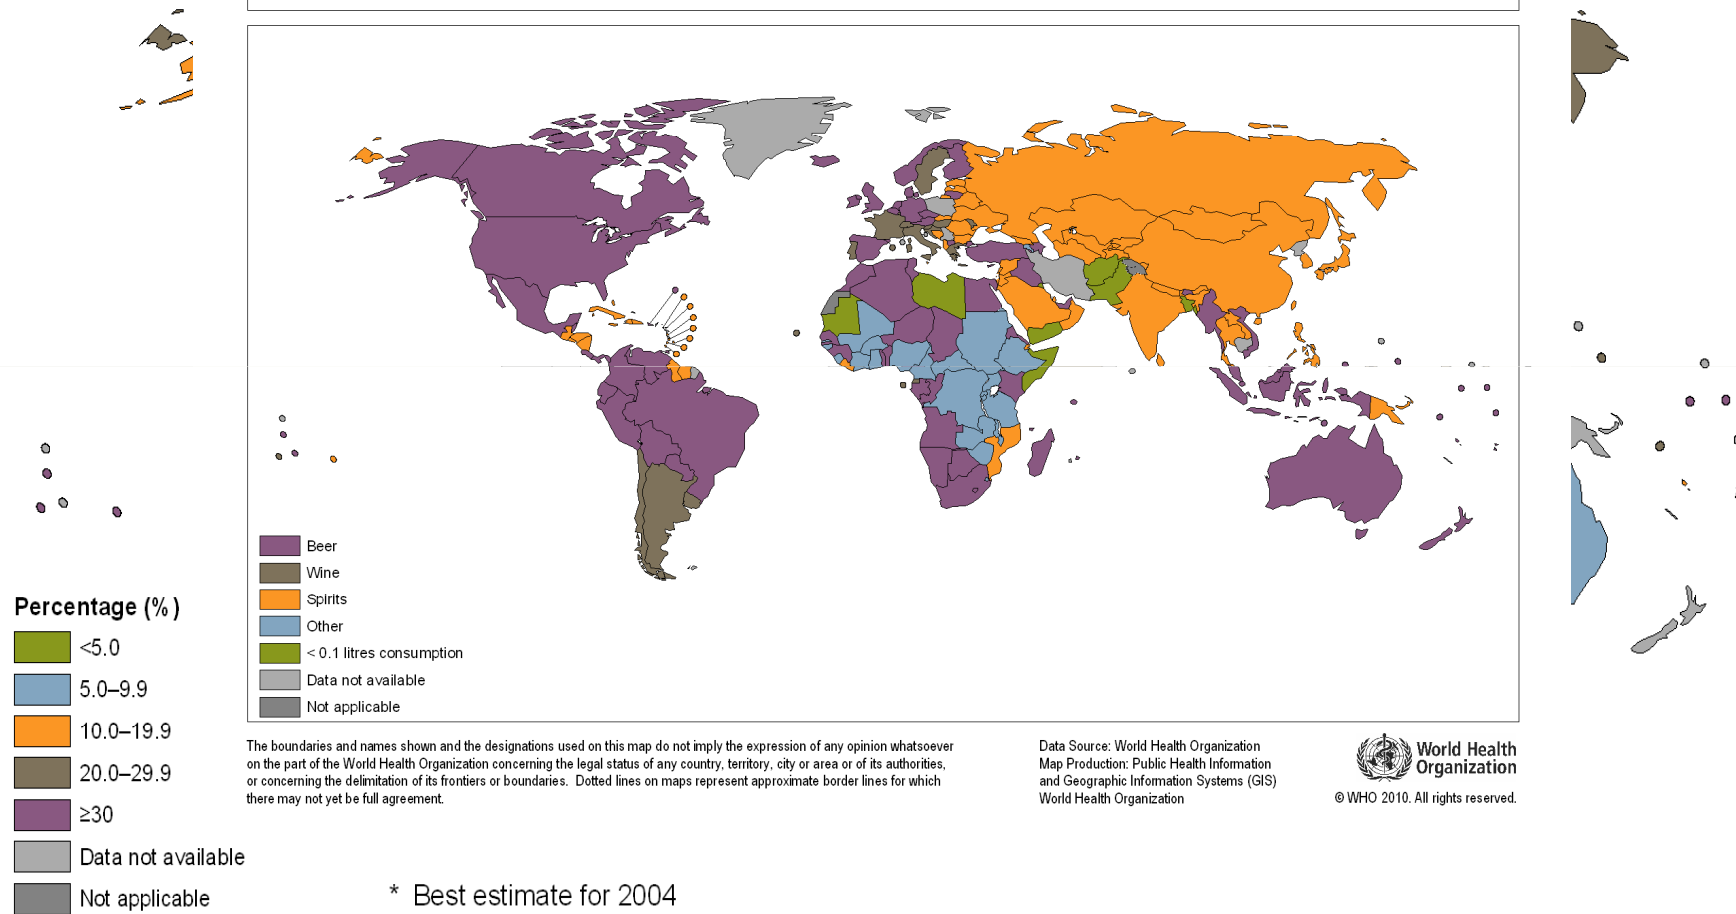 Beer
Wine
Spirits
Other
< 0.1 litres consumption
Data not available
Not applicable
Percentage (%)
<5.0
5.0–9.9
10.0–19.9
20.0–29.9
≥30
Data not available
Not applicable
The boundaries and names shown and the designations used on this map do not imply the expression of any opinion whatsoever
on the part of the World Health Organization concerning the legal status of any country, territory, city or area or of its authorities,
or concerning the delimitation of its frontiers or boundaries. Dotted lines on maps represent approximate border lines for which
there may not yet be full agreement.
Data Source: World Health Organization
Map Production: Public Health Information
and Geographic Information Systems (GIS)
World Health Organization
World Health
Organization
© WHO 2010. All rights reserved.
* Best estimate for 2004